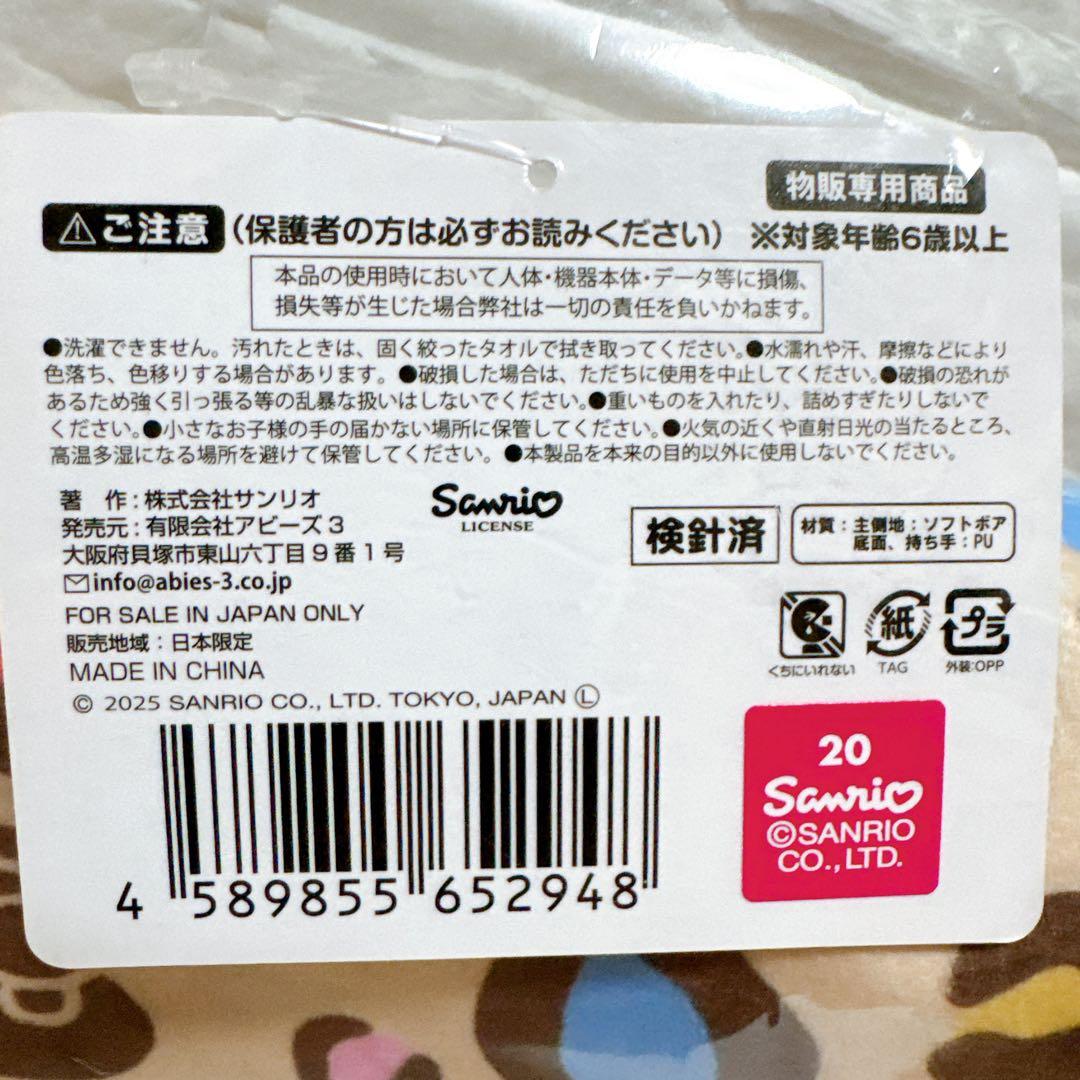 物販専用商品
⚠ご注意（保護者の方は必ずお読みください） ※対象年齢6歳以上
本品の使用時において人体・機器本体・データ等に損傷、
損失等が生じた場合弊社は一切の責任を負いかねます。
●洗濯できません。汚れたときは、固く絞ったタオルで拭き取ってください。●水濡れや汗、摩擦などにより
色落ち、色移りする場合があります。●破損した場合は、ただちに使用を中止してください。●破損の恐れが
あるため強く引っ張る等の乱暴な扱いはしないでください。●重いものを入れたり、詰めすぎたりしないで
ください。●小さなお子様の手の届かない場所に保管してください。●火気の近くや直射日光の当たるところ、
高温多湿になる場所を避けて保管してください。●本製品を本来の目的以外に使用しないでください。
著 作：株式会社サンリオ
発売元：有限会社アビーズ3
大阪府貝塚市東山六丁目9番1号
info@abies-3.co.jp
FOR SALE IN JAPAN ONLY
販売地域：日本限定
MADE IN CHINA
© 2025 SANRIO CO., LTD. TOKYO, JAPAN Ⓛ
Sanrio
LICENSE
検針済
材質：主側地：ソフトボア
底面、持ち手：PU
くちにいれない
紙
TAG
プラ
外装:OPP
4 589855 652948
20
Sanrio
©SANRIO
CO.,LTD.